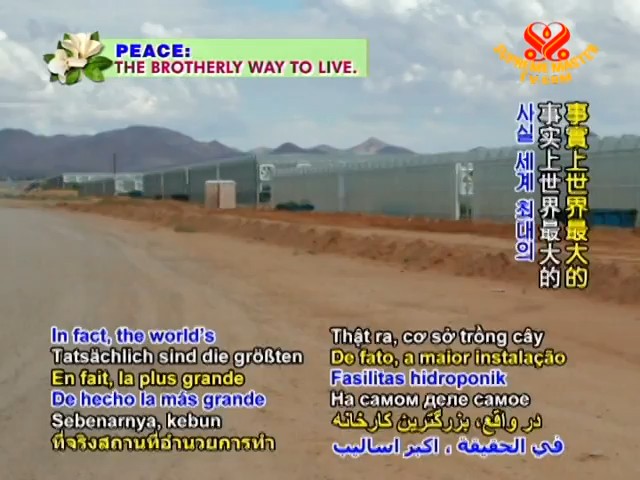 PEACE:
THE BROTHERLY WAY TO LIVE.
SUPREME MASTER
TV.COM
事實上世界最大的
事实上世界最大的
사실 세계 최대의
In fact, the world's
Tatsächlich sind die größten
En fait, la plus grande
De hecho la más grande
Sebenarnya, kebun
ที่จริงสถานที่อำนวยการทำ
Thật ra, cơ sở trồng cây
De fato, a maior instalação
Fasilitas hidroponik
На самом деле самое
در واقع، بزرگترین کارخانه
في الحقيقة ، اكبر اساليب